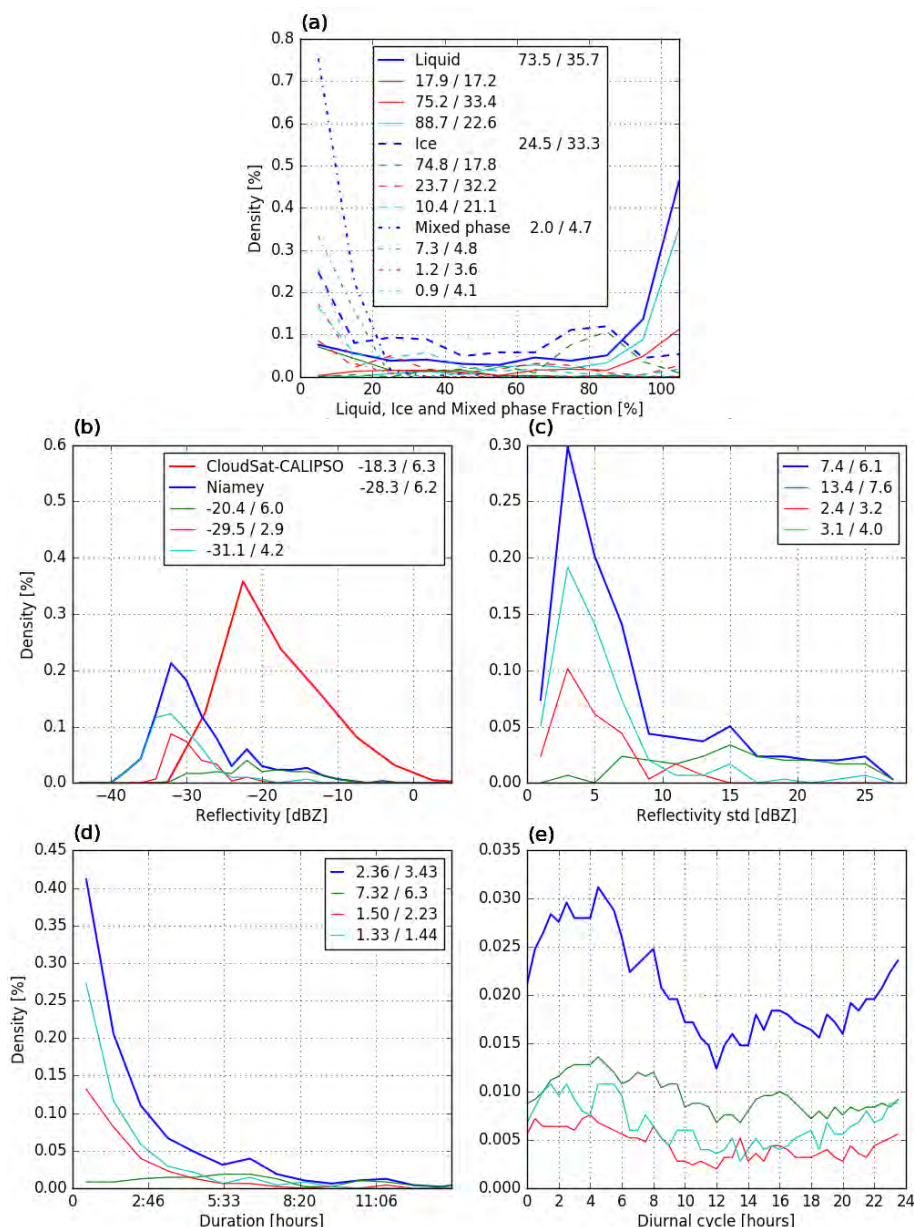 (a)
0.8
0.7
0.6
0.5
0.4
0.3
0.2
0.1
0.0
Density [%]
Liquid 73.5 / 35.7
17.9 / 17.2
75.2 / 33.4
88.7 / 22.6
Ice 24.5 / 33.3
74.8 / 17.8
23.7 / 32.2
10.4 / 21.1
Mixed phase 2.0 / 4.7
7.3 / 4.8
1.2 / 3.6
0.9 / 4.1
0 20 40 60 80 100
Liquid, Ice and Mixed phase Fraction [%]
(b)
0.6
0.5
0.4
0.3
0.2
0.1
0.0
Density [%]
CloudSat-CALIPSO -18.3 / 6.3
Niamey -28.3 / 6.2
-20.4 / 6.0
-29.5 / 2.9
-31.1 / 4.2
−40 −30 −20 −10 0
Reflectivity [dBZ]
(c)
0.30
0.25
0.20
0.15
0.10
0.05
0.00
7.4 / 6.1
13.4 / 7.6
2.4 / 3.2
3.1 / 4.0
0 5 10 15 20 25
Reflectivity std [dBZ]
(d)
0.45
0.40
0.35
0.30
0.25
0.20
0.15
0.10
0.05
0.00
Density [%]
2.36 / 3.43
7.32 / 6.3
1.50 / 2.23
1.33 / 1.44
2:46 5:33 8:20 11:06
Duration [hours]
(e)
0.035
0.030
0.025
0.020
0.015
0.010
0.005
0.000
0 2 4 6 8 10 12 14 16 18 20 22 24
Diurnal cycle [hours]